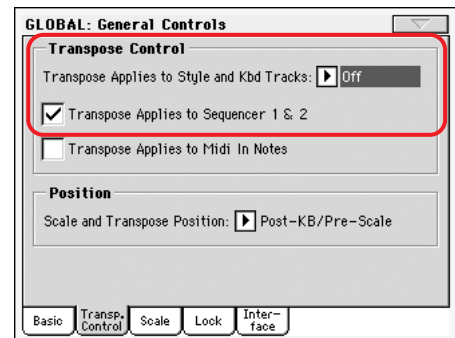 GLOBAL: General Controls
Transpose Control
Transpose Applies to Style and Kbd Tracks: Off
Transpose Applies to Sequencer 1 & 2
Transpose Applies to Midi In Notes
Position
Scale and Transpose Position: Post-KB/Pre-Scale
Basic Transp. Control Scale Lock Inter-face